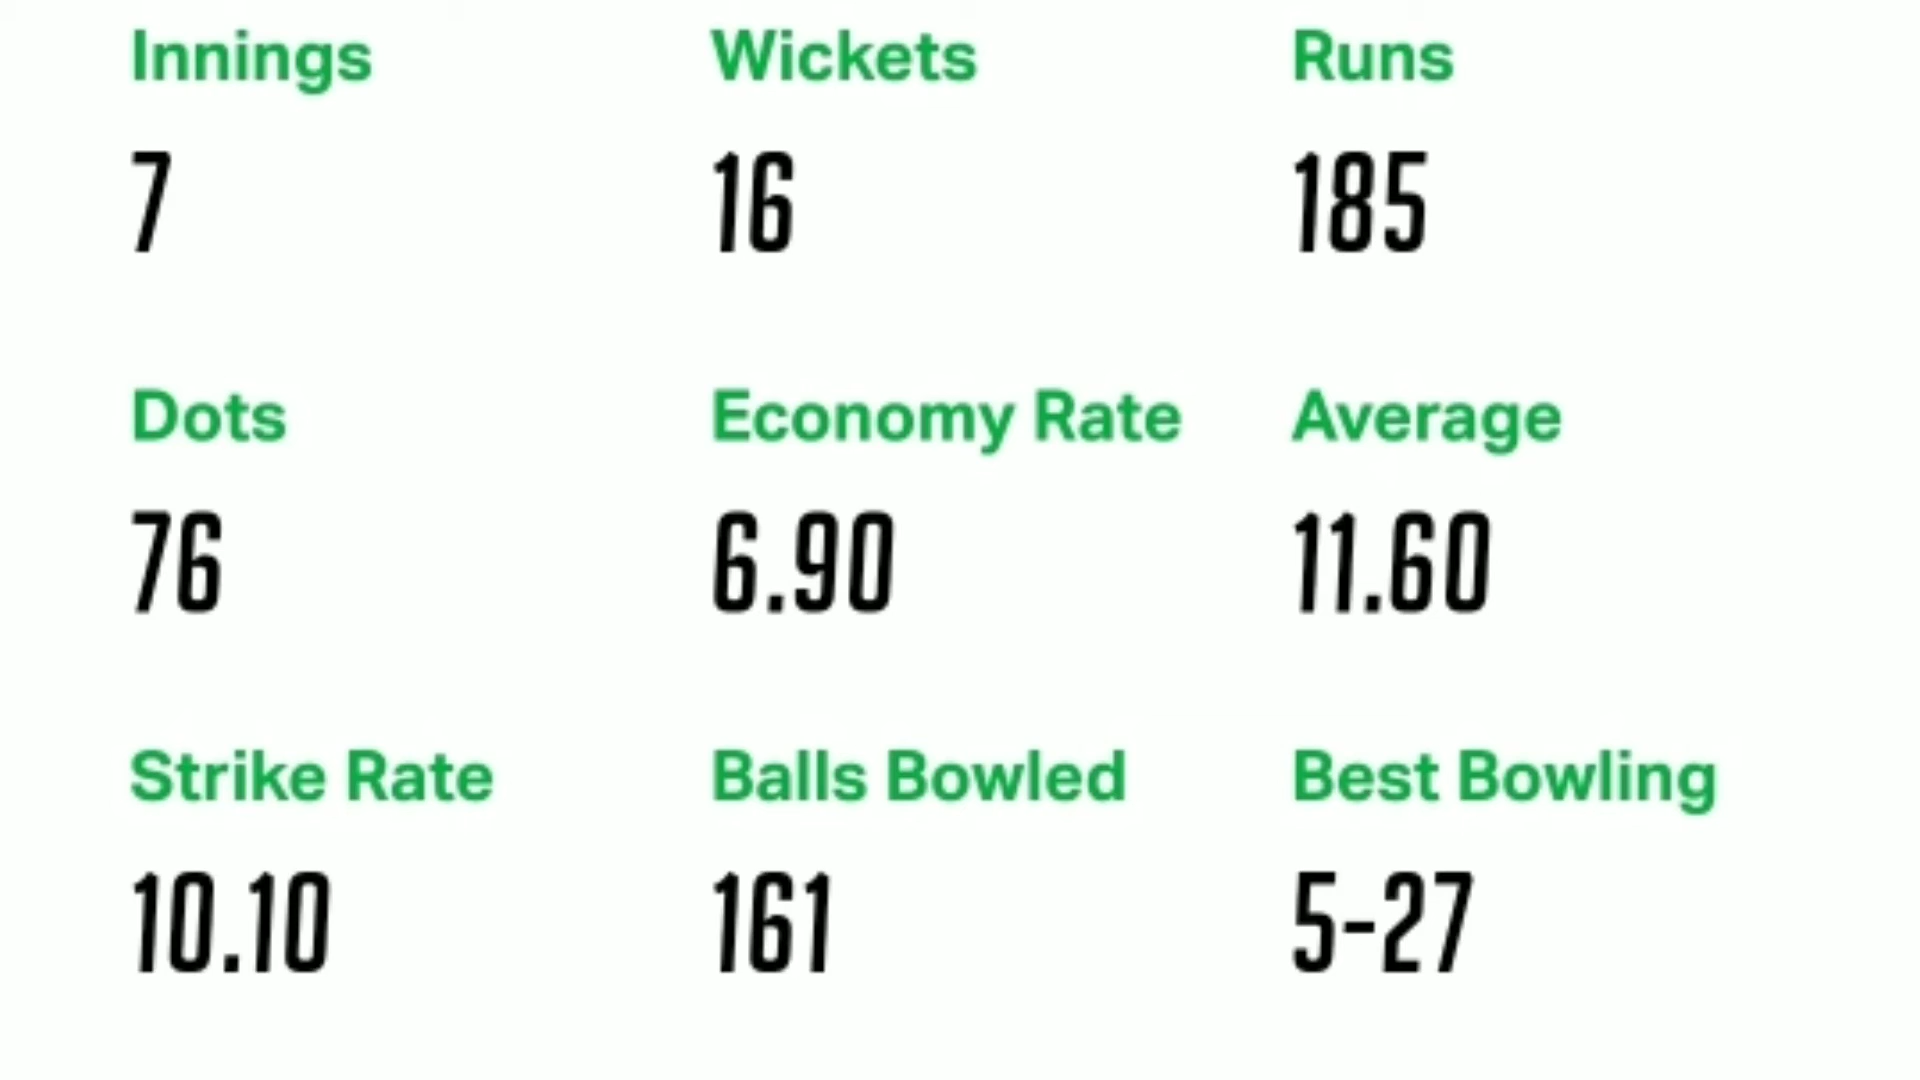 Innings Wickets Runs
7 16 185
Dots Economy Rate Average
76 6.90 11.60
Strike Rate Balls Bowled Best Bowling
10.10 161 5-27